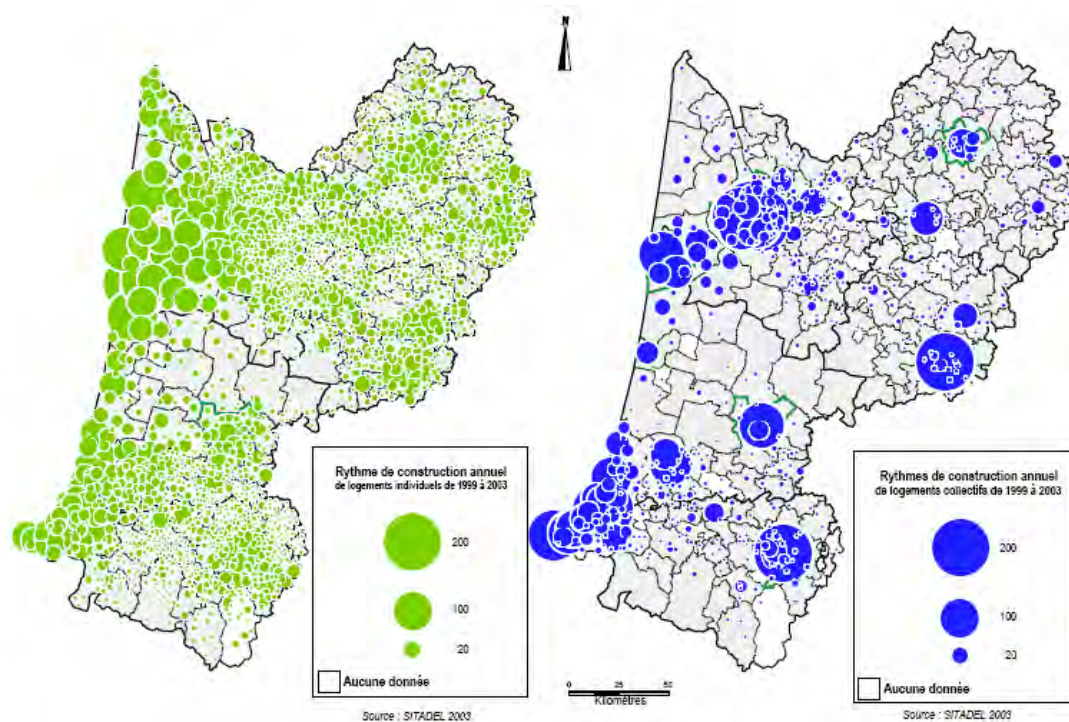 N
Rythme de construction annuel
de logements individuels de 1999 à 2003
200
100
20
Aucune donnée
Source : SITADEL 2003
0 25 50
Kilomètres
Rythmes de construction annuel
de logements collectifs de 1999 à 2003
200
100
20
Aucune donnée
Source : SITADEL 2003